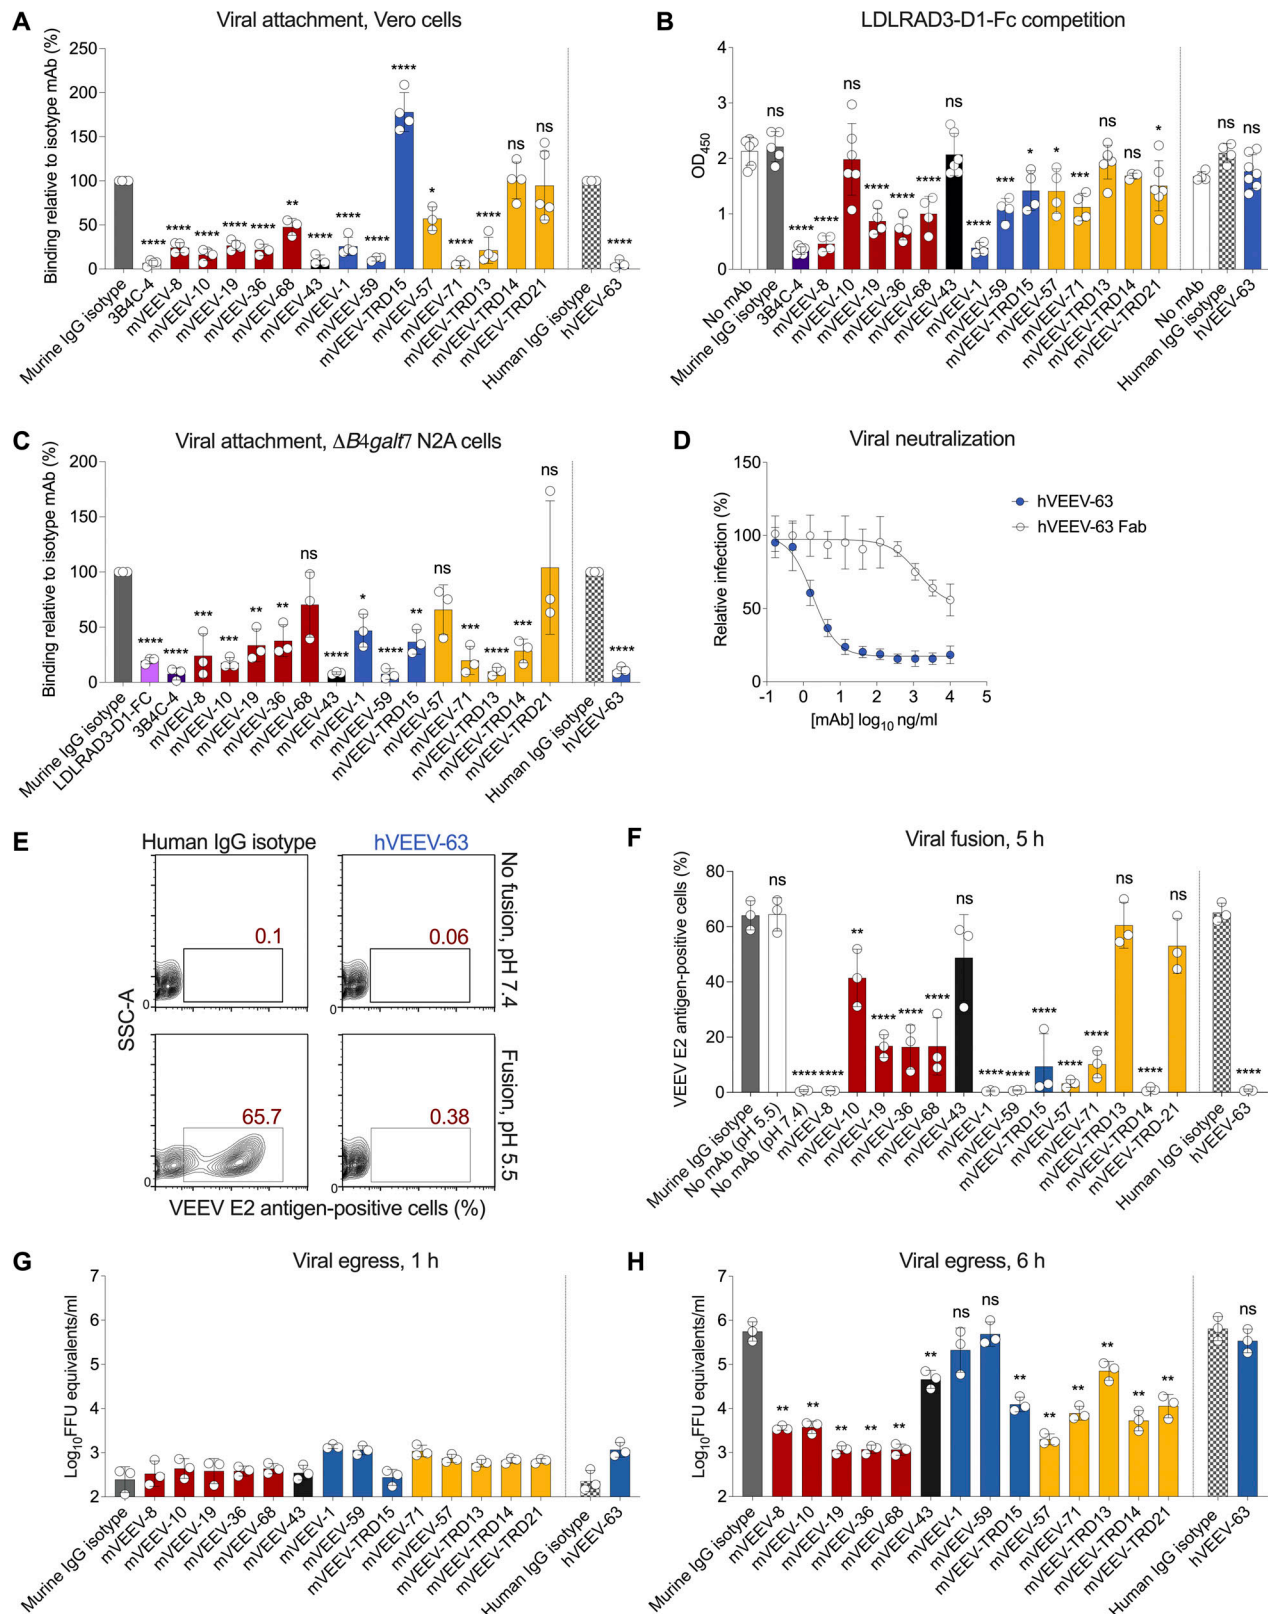 A
Viral attachment, Vero cells
Binding relative to isotype mAb (%)
250
200
150
100
50
0
**** **** **** **** **** ** **** **** **** **** * **** **** ns ns ****
Murine IgG isotype
3B4C-4
mVEEV-8
mVEEV-10
mVEEV-19
mVEEV-36
mVEEV-68
mVEEV-43
mVEEV-1
mVEEV-59
mVEEV-TRD15
mVEEV-57
mVEEV-71
mVEEV-TRD13
mVEEV-TRD14
mVEEV-TRD21
Human IgG isotype
hVEEV-63
B
LDLRAD3-D1-Fc competition
OD450
4
3
2
1
0
ns **** **** ns **** **** **** ns **** *** * * *** ns ns * ns ns
No mAb
Murine IgG isotype
3B4C-4
mVEEV-8
mVEEV-10
mVEEV-19
mVEEV-36
mVEEV-68
mVEEV-43
mVEEV-1
mVEEV-59
mVEEV-TRD15
mVEEV-57
mVEEV-71
mVEEV-TRD13
mVEEV-TRD14
mVEEV-TRD21
No mAb
Human IgG isotype
hVEEV-63
C
Viral attachment, ΔB4galt7 N2A cells
Binding relative to isotype mAb (%)
200
150
100
50
0
**** **** *** *** ** ** ns **** * **** ** ns *** **** *** ns ****
Murine IgG isotype
LDLRAD3-D1-FC
3B4C-4
mVEEV-8
mVEEV-10
mVEEV-19
mVEEV-36
mVEEV-68
mVEEV-43
mVEEV-1
mVEEV-59
mVEEV-TRD15
mVEEV-57
mVEEV-71
mVEEV-TRD13
mVEEV-TRD14
mVEEV-TRD21
Human IgG isotype
hVEEV-63
D
Viral neutralization
Relative infection (%)
150
100
50
0
-1 0 1 2 3 4 5
[mAb] log10 ng/ml
hVEEV-63
hVEEV-63 Fab
E
Human IgG isotype
hVEEV-63
No fusion, pH 7.4
Fusion, pH 5.5
SSC-A
0.1
0.06
0
0
65.7
0.38
0
0
VEEV E2 antigen-positive cells (%)
F
Viral fusion, 5 h
VEEV E2 antigen-positive cells (%)
80
60
40
20
0
ns **** **** ** **** **** **** ns **** **** **** **** **** ns **** ns ****
Murine IgG isotype
No mAb (pH 5.5)
No mAb (pH 7.4)
mVEEV-8
mVEEV-10
mVEEV-19
mVEEV-36
mVEEV-68
mVEEV-43
mVEEV-1
mVEEV-59
mVEEV-TRD15
mVEEV-57
mVEEV-71
mVEEV-TRD13
mVEEV-TRD14
mVEEV-TRD-21
Human IgG isotype
hVEEV-63
G
Viral egress, 1 h
Log10FFU equivalents/ml
7
6
5
4
3
2
Murine IgG isotype
mVEEV-8
mVEEV-10
mVEEV-19
mVEEV-36
mVEEV-68
mVEEV-43
mVEEV-1
mVEEV-59
mVEEV-TRD15
mVEEV-71
mVEEV-57
mVEEV-TRD13
mVEEV-TRD14
mVEEV-TRD21
Human IgG isotype
hVEEV-63
H
Viral egress, 6 h
Log10FFU equivalents/ml
7
6
5
4
3
2
** ** ** ** ** ** ns ns ** ** ** ** ** ** ns
Murine IgG isotype
mVEEV-8
mVEEV-10
mVEEV-19
mVEEV-36
mVEEV-68
mVEEV-43
mVEEV-1
mVEEV-59
mVEEV-TRD15
mVEEV-57
mVEEV-71
mVEEV-TRD13
mVEEV-TRD14
mVEEV-TRD21
Human IgG isotype
hVEEV-63